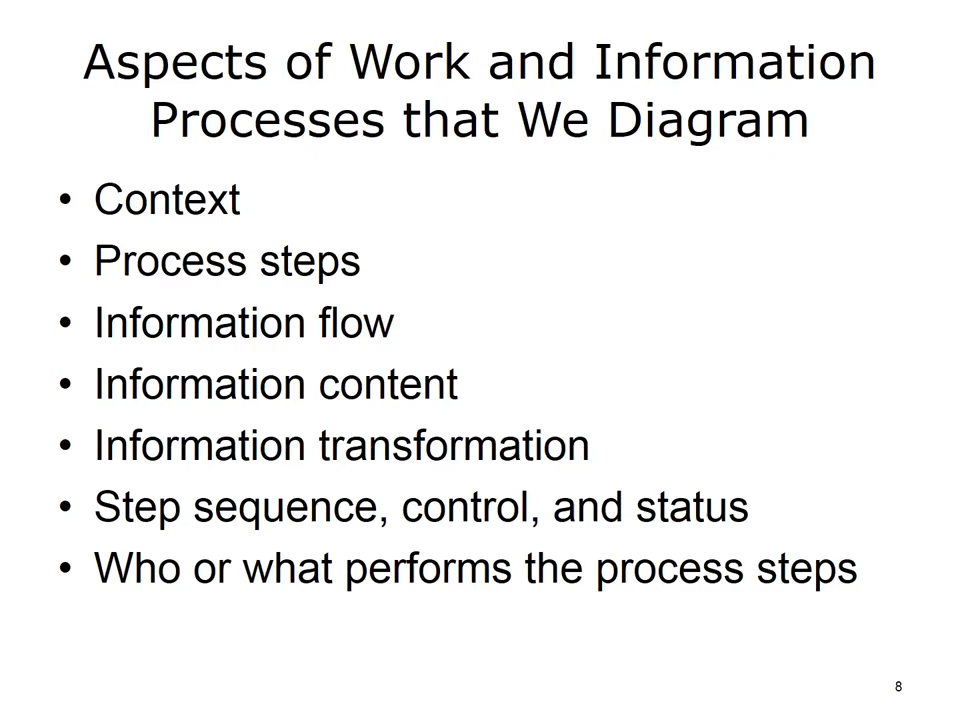 Aspects of Work and Information
Processes that We Diagram
• Context
• Process steps
• Information flow
• Information content
• Information transformation
• Step sequence, control, and status
• Who or what performs the process steps
8